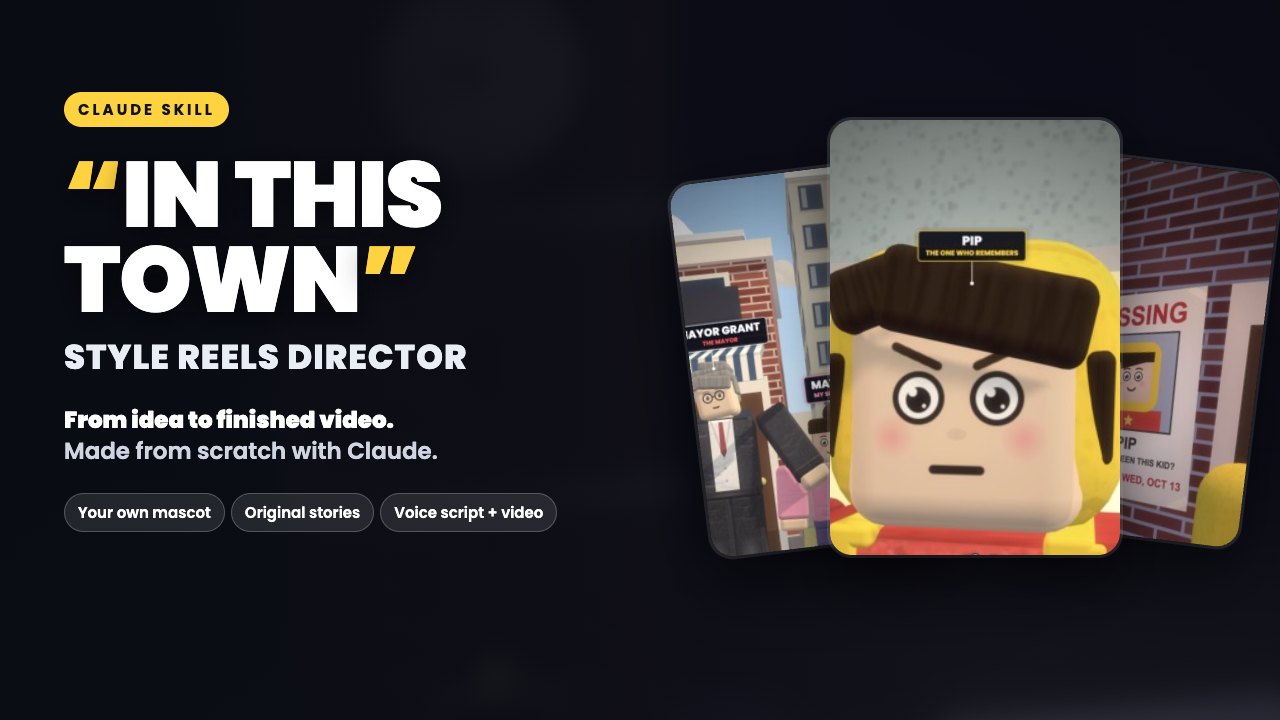 CLAUDE SKILL
“IN THIS
TOWN”
STYLE REELS DIRECTOR
From idea to finished video.
Made from scratch with Claude.
Your own mascot
Original stories
Voice script + video
MAYOR GRANT
THE MAYOR
PIP
THE ONE WHO REMEMBERS
SSING
PIP
EEN THIS KID?
WED, OCT 13